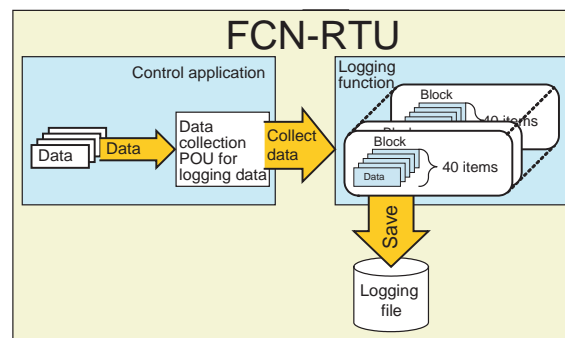 FCN-RTU
Control application
Data
Data
Data
collection
POU for
logging data
Collect
data
Logging
function
Block
40 items
Block
Block
Data
40 items
Save
Logging
file